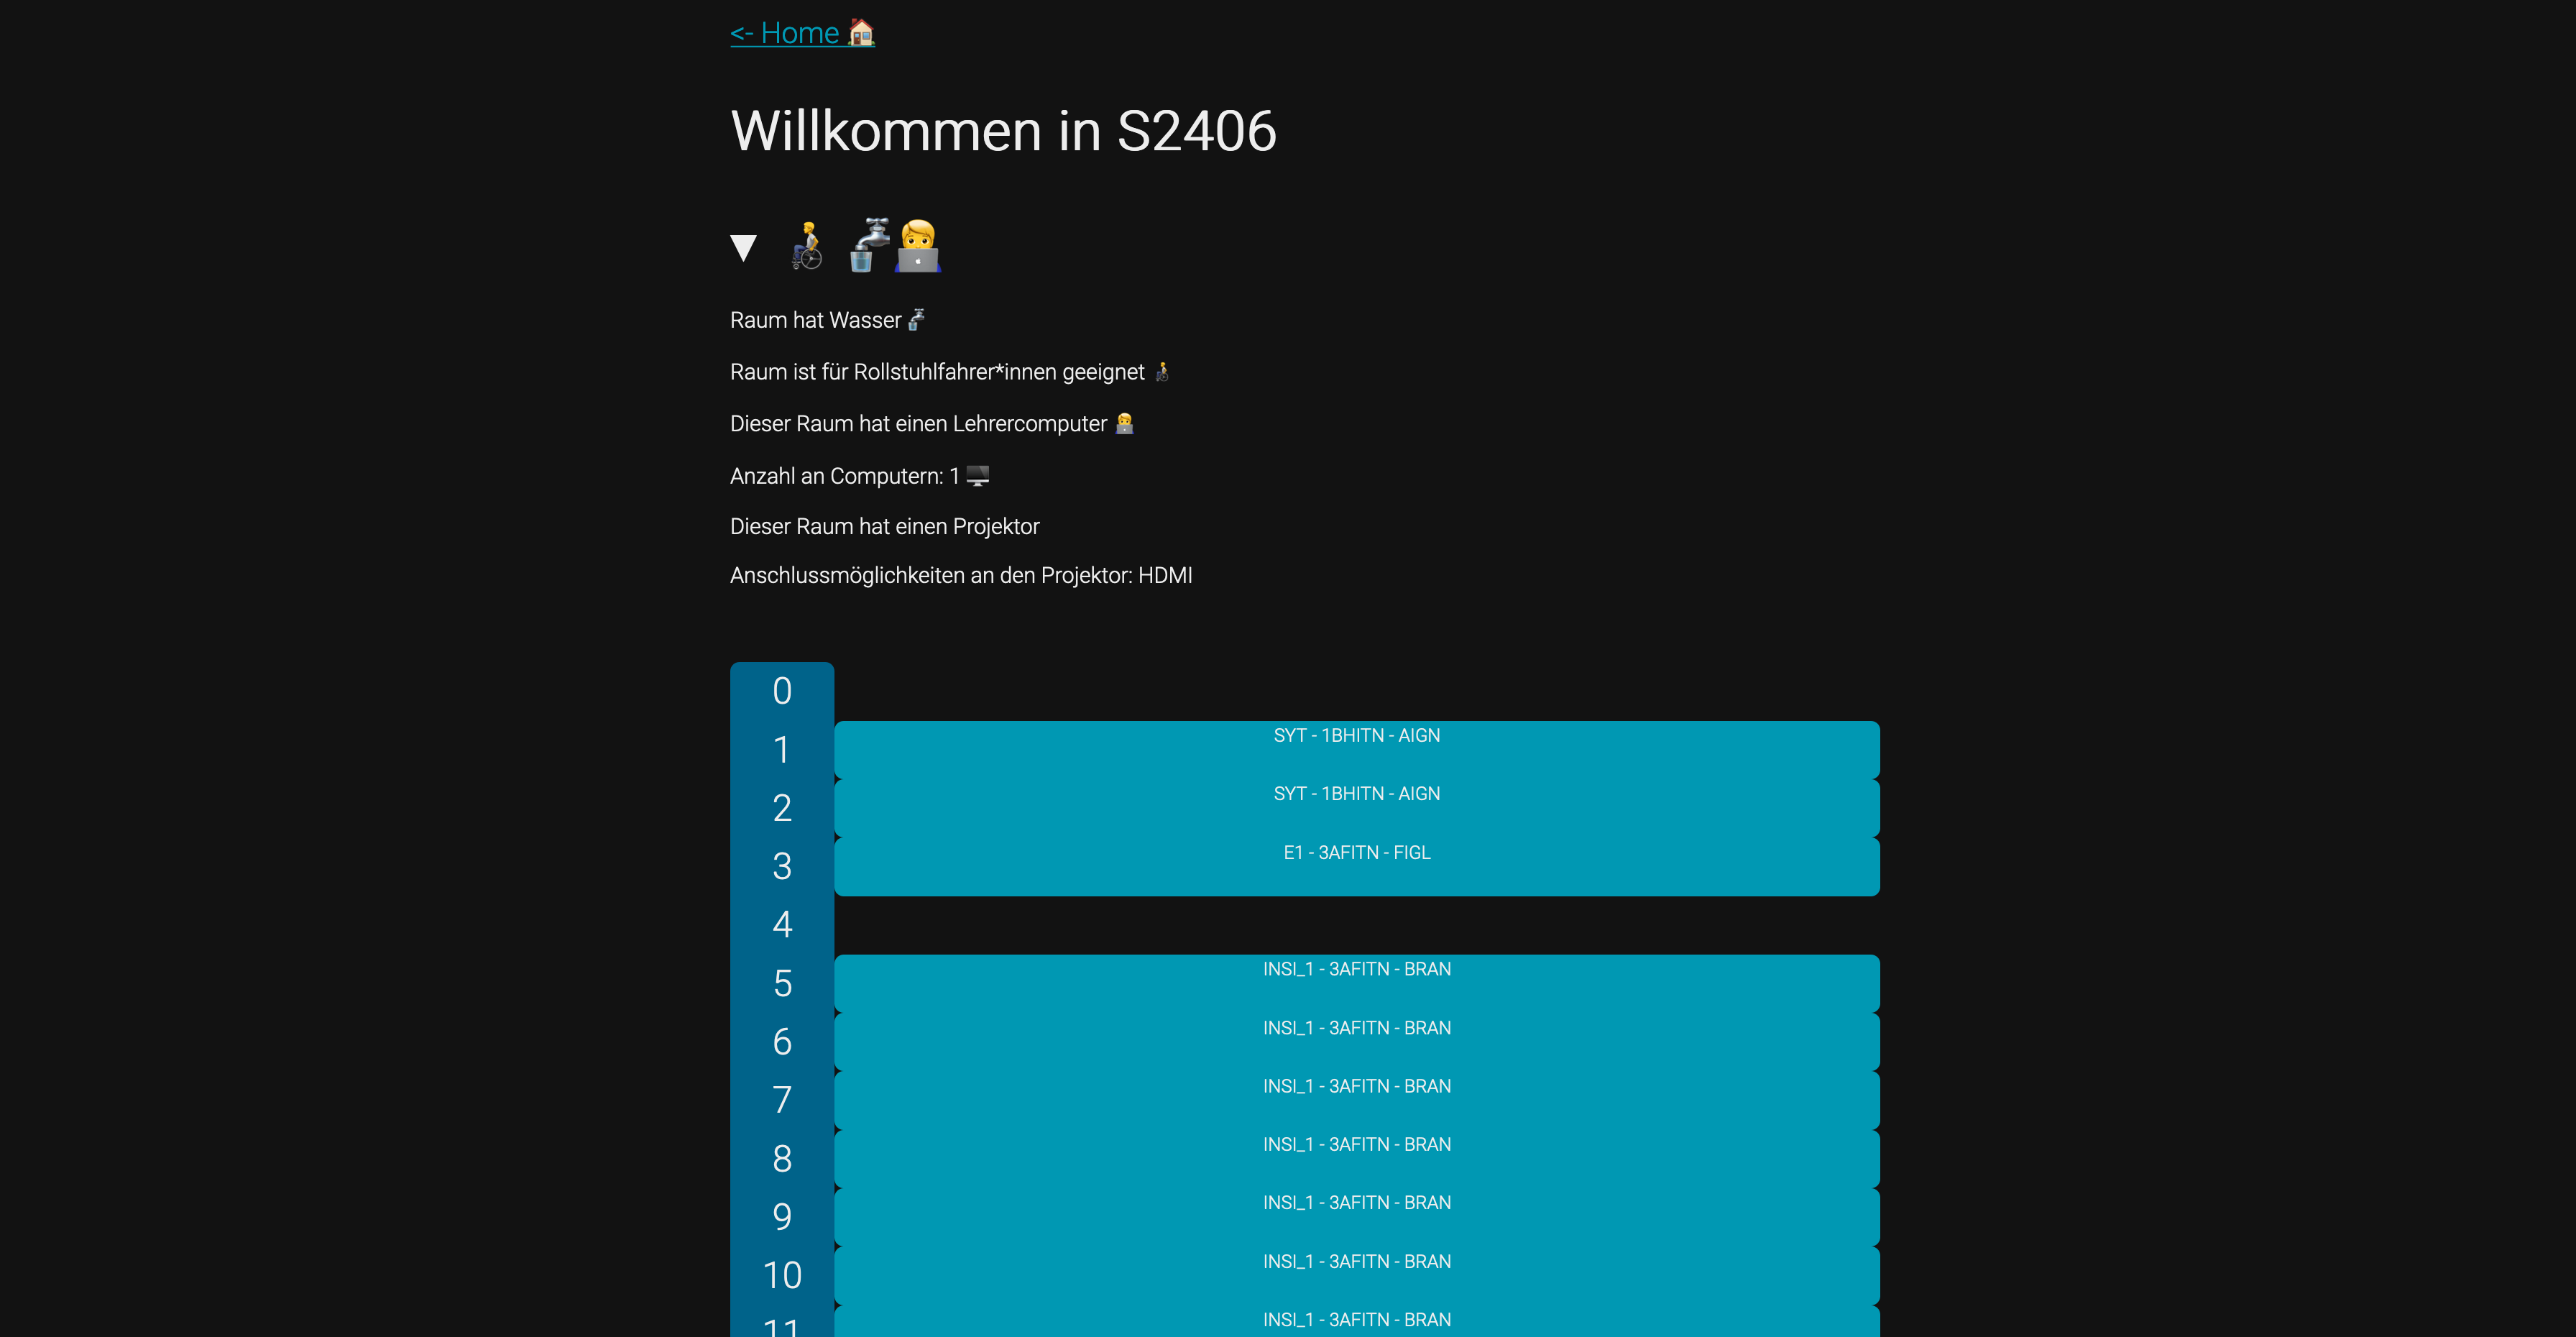 <- Home 🏠
Willkommen in S2406
▼ 👨‍🦽 🚰 🧑‍💻
Raum hat Wasser 🚰
Raum ist für Rollstuhlfahrer*innen geeignet 👨‍🦽
Dieser Raum hat einen Lehrercomputer 🧑‍💻
Anzahl an Computern: 1 🖥️
Dieser Raum hat einen Projektor
Anschlussmöglichkeiten an den Projektor: HDMI
0
1 SYT - 1BHITN - AIGN
2 SYT - 1BHITN - AIGN
3 E1 - 3AFITN - FIGL
4
5 INSI_1 - 3AFITN - BRAN
6 INSI_1 - 3AFITN - BRAN
7 INSI_1 - 3AFITN - BRAN
8 INSI_1 - 3AFITN - BRAN
9 INSI_1 - 3AFITN - BRAN
10 INSI_1 - 3AFITN - BRAN
11 INSI_1 - 3AFITN - BRAN